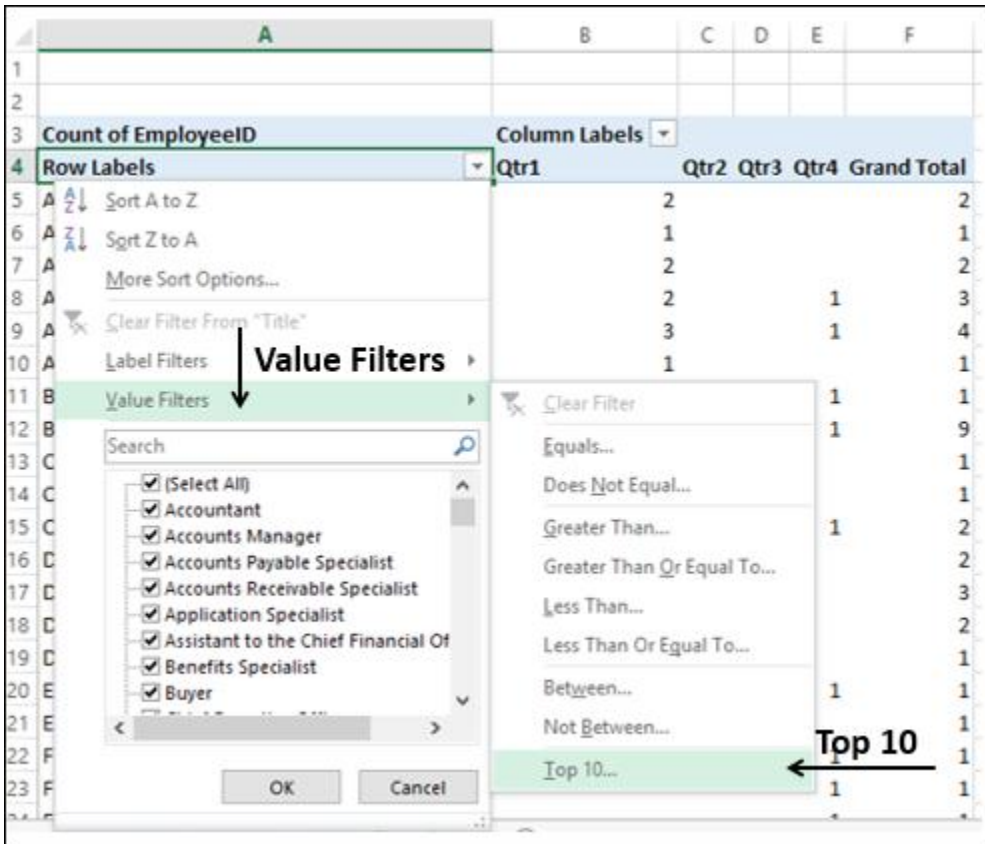 A B C D E F
1
2
3 Count of EmployeeID Column Labels
4 Row Labels Qtr1 Qtr2 Qtr3 Qtr4 Grand Total
5 A 2 2
6 A 1 1
7 A 2 2
8 A 2 1 3
9 A 3 1 4
10 A 1 1
11 B 1 1
12 B 1 9
13 C 1
14 C 1
15 C 1 2
16 D 2
17 D 3
18 D 2
19 D 1
20 E 1 1
21 E 1
22 F 1
23 F 1 1
Sort A to Z
Sort Z to A
More Sort Options...
Clear Filter From "Title"
Label Filters
Value Filters
Value Filters
Search
(Select All)
Accountant
Accounts Manager
Accounts Payable Specialist
Accounts Receivable Specialist
Application Specialist
Assistant to the Chief Financial Of
Benefits Specialist
Buyer
OK Cancel
Clear Filter
Equals...
Does Not Equal...
Greater Than...
Greater Than Or Equal To...
Less Than...
Less Than Or Equal To...
Between...
Not Between...
Top 10...
Top 10